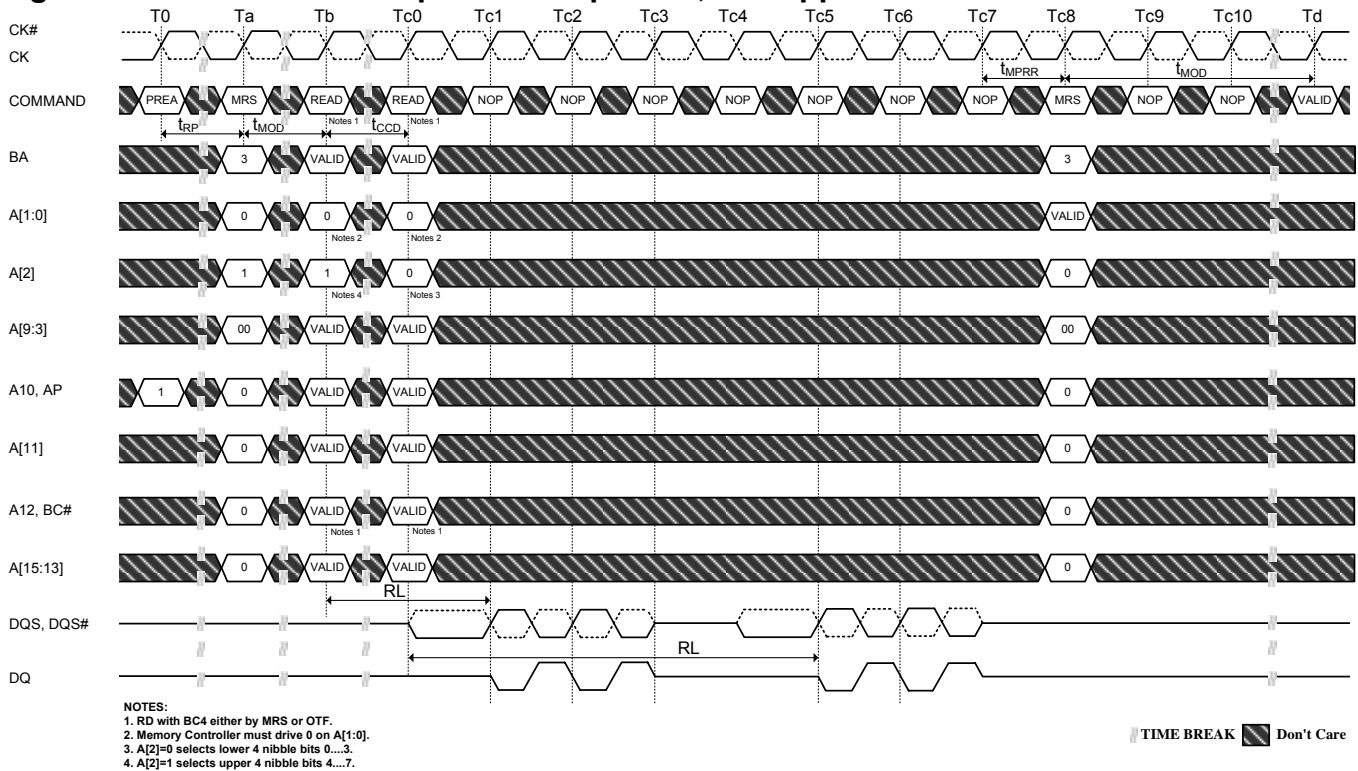 T0 Ta Tb Tc0 Tc1 Tc2 Tc3 Tc4 Tc5 Tc6 Tc7 Tc8 Tc9 Tc10 Td
CK#
CK
tMPRR tMOD
COMMAND PREA MRS READ READ NOP NOP NOP NOP NOP NOP NOP MRS NOP NOP VALID
Notes 1 Notes 1
tRP tMOD tCCD
BA 3 VALID VALID 3
A[1:0] 0 0 0 VALID
Notes 2 Notes 2
A[2] 1 1 0 0
Notes 4 Notes 3
A[9:3] 00 VALID VALID 00
A10, AP 1 0 VALID VALID 0
A[11] 0 VALID VALID 0
A12, BC# 0 VALID VALID 0
Notes 1 Notes 1
A[15:13] 0 VALID VALID 0
RL
DQS, DQS#
RL
DQ
NOTES:
1. RD with BC4 either by MRS or OTF.
2. Memory Controller must drive 0 on A[1:0].
3. A[2]=0 selects lower 4 nibble bits 0....3.
4. A[2]=1 selects upper 4 nibble bits 4....7.
TIME BREAK Don't Care